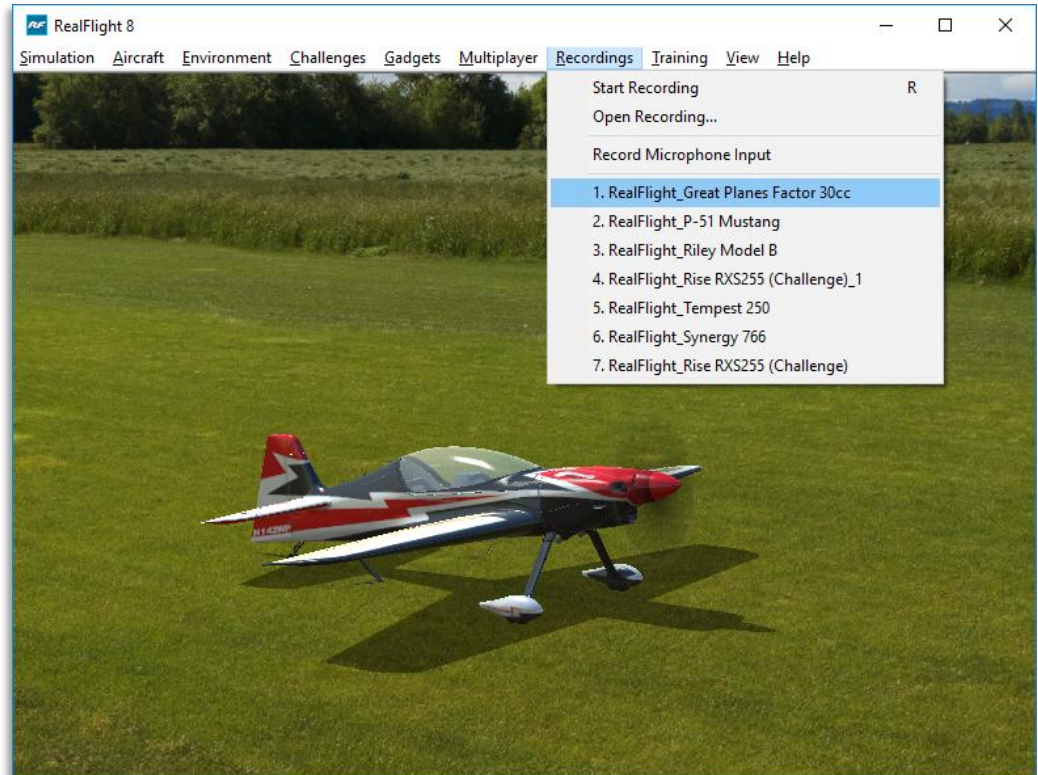 RF RealFlight 8
Simulation Aircraft Environment Challenges Gadgets Multiplayer Recordings Training View Help
Start Recording R
Open Recording...
Record Microphone Input
1. RealFlight_Great Planes Factor 30cc
2. RealFlight_P-51 Mustang
3. RealFlight_Riley Model B
4. RealFlight_Rise RXS255 (Challenge)_1
5. RealFlight_Tempest 250
6. RealFlight_Synergy 766
7. RealFlight_Rise RXS255 (Challenge)
N142WP